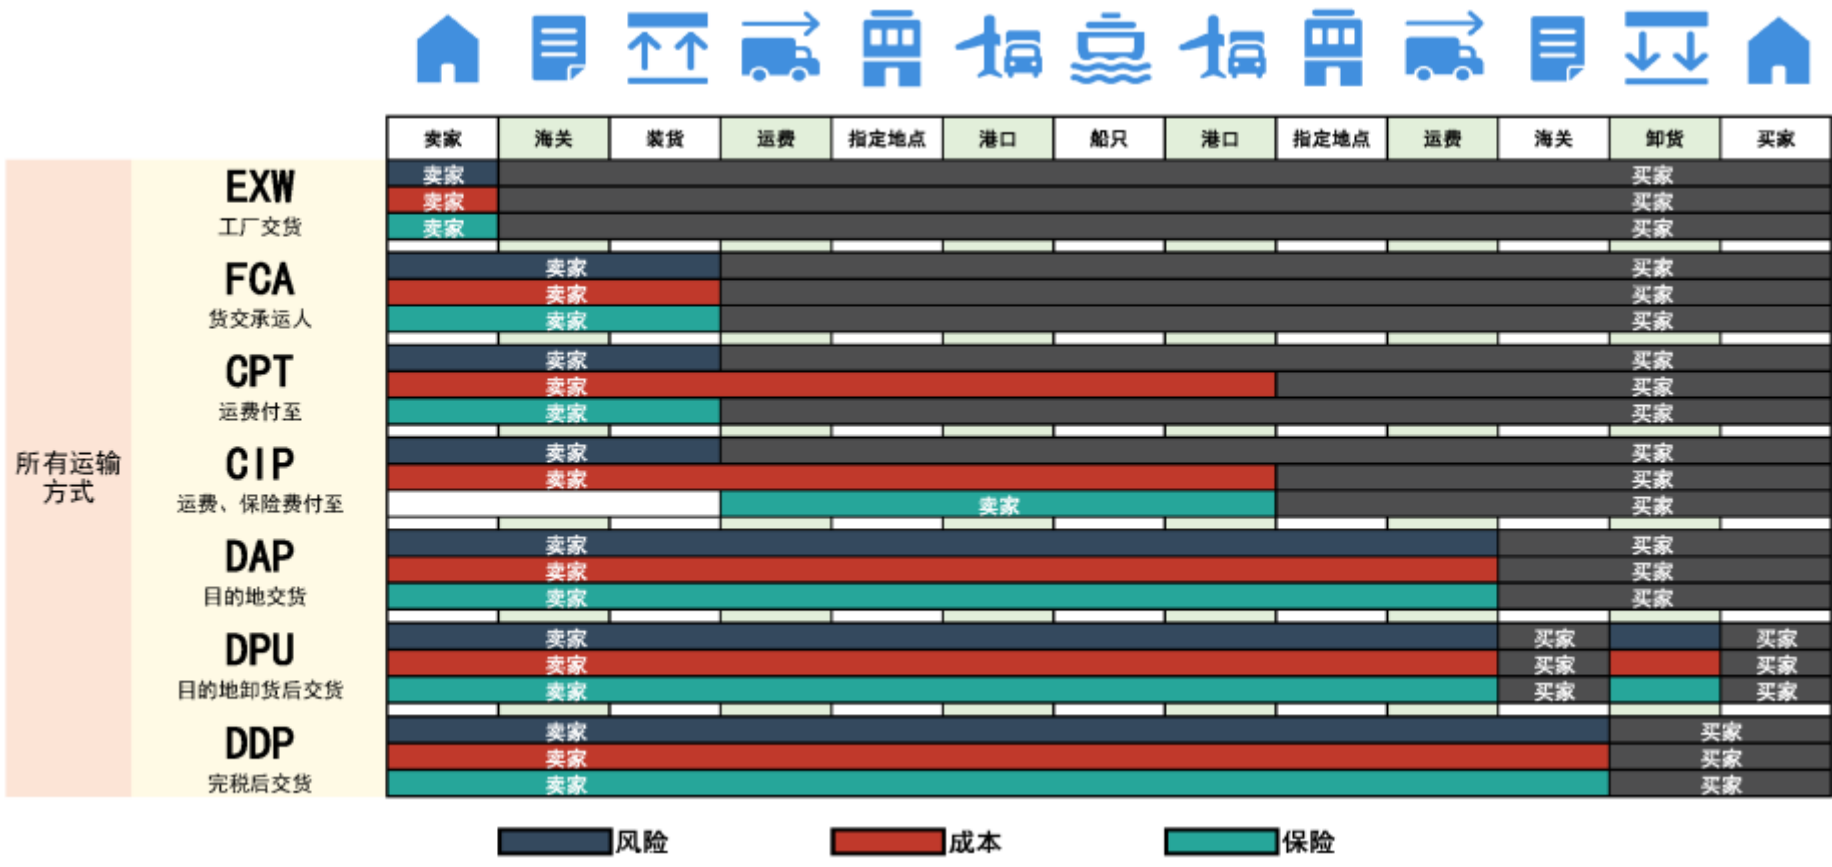 卖家 海关 装货 运费 指定地点 港口 船只 港口 指定地点 运费 海关 卸货 买家
所有运输
方式
EXW
工厂交货
卖家 买家
卖家 买家
卖家 买家
FCA
货交承运人
卖家 买家
卖家 买家
卖家 买家
CPT
运费付至
卖家 买家
卖家 买家
卖家 买家
CIP
运费、保险费付至
卖家 买家
卖家 买家
卖家 买家
DAP
目的地交货
卖家 买家
卖家 买家
卖家 买家
DPU
目的地卸货后交货
卖家 买家 买家
卖家 买家 买家
卖家 买家 买家
DDP
完税后交货
卖家 买家
卖家 买家
卖家 买家
风险 成本 保险